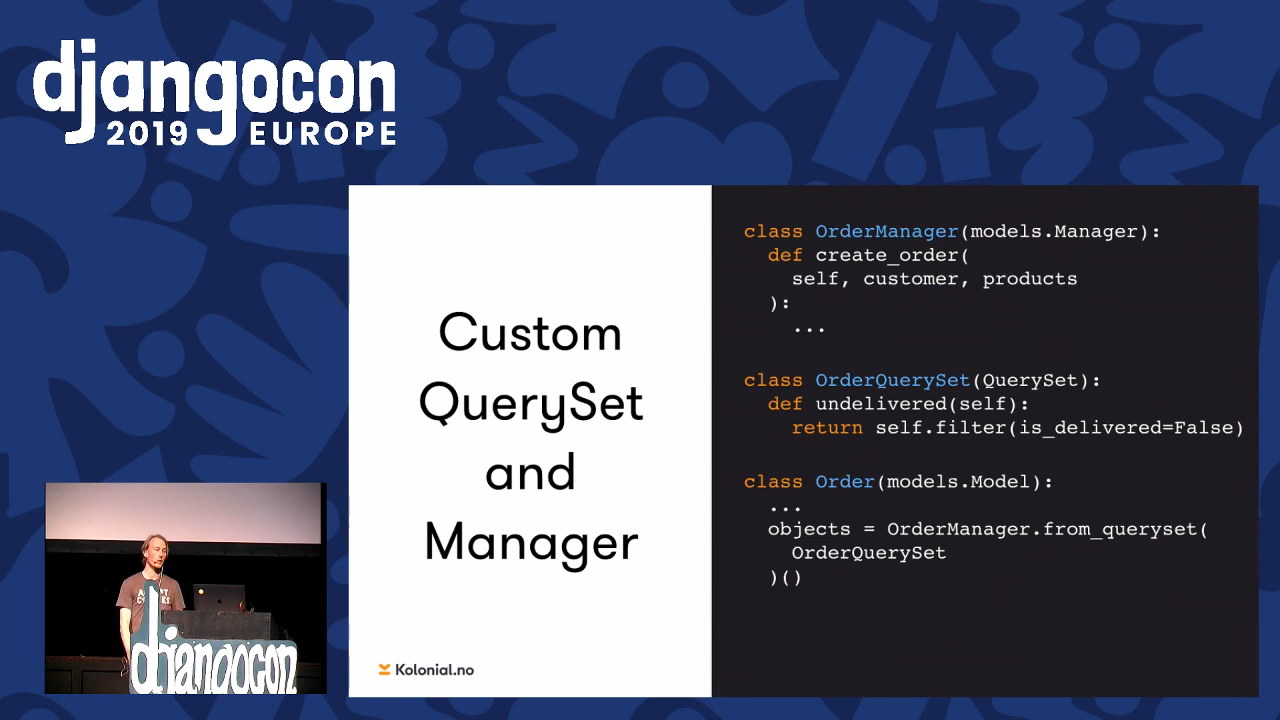 djangocon
2019 EUROPE
Custom
QuerySet
and
Manager
Kolonial.no
class OrderManager(models.Manager):
  def create_order(
    self, customer, products
  ):
    ...
class OrderQuerySet(QuerySet):
  def undelivered(self):
    return self.filter(is_delivered=False)
class Order(models.Model):
  ...
  objects = OrderManager.from_queryset(
    OrderQuerySet
  )()
djangocon